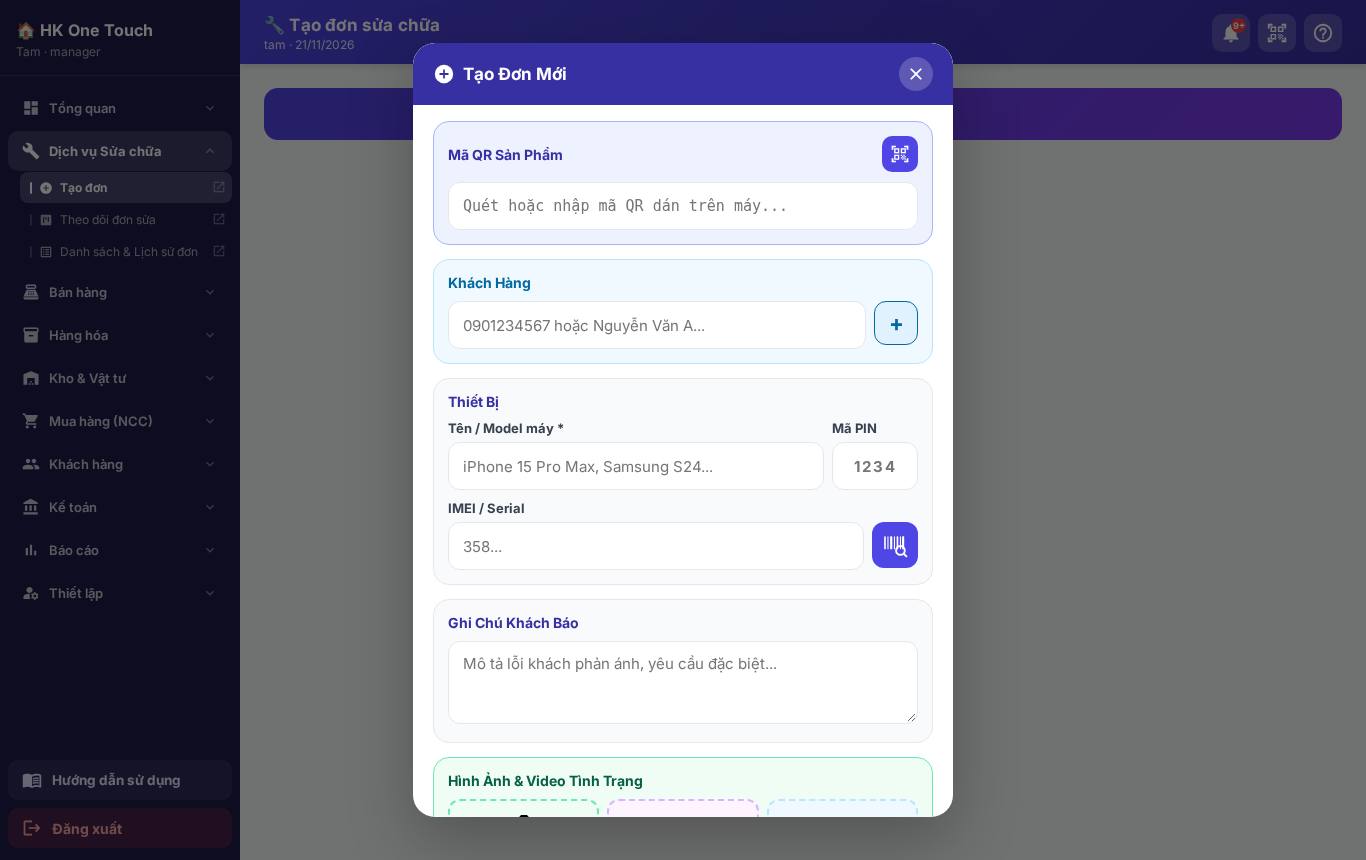 HK One Touch
Tam · manager
Tổng quan
Dịch vụ Sửa chữa
Tạo đơn
Theo dõi đơn sửa
Danh sách & Lịch sử đơn
Bán hàng
Hàng hóa
Kho & Vật tư
Mua hàng (NCC)
Khách hàng
Kế toán
Báo cáo
Thiết lập
Hướng dẫn sử dụng
Đăng xuất
Tạo đơn sửa chữa
tam · 21/11/2026
9+
Tạo Đơn Mới
Mã QR Sản Phẩm
Quét hoặc nhập mã QR dán trên máy...
Khách Hàng
0901234567 hoặc Nguyễn Văn A...
+
Thiết Bị
Tên / Model máy *
Mã PIN
iPhone 15 Pro Max, Samsung S24...
1234
IMEI / Serial
358...
Ghi Chú Khách Báo
Mô tả lỗi khách phản ánh, yêu cầu đặc biệt...
Hình Ảnh & Video Tình Trạng